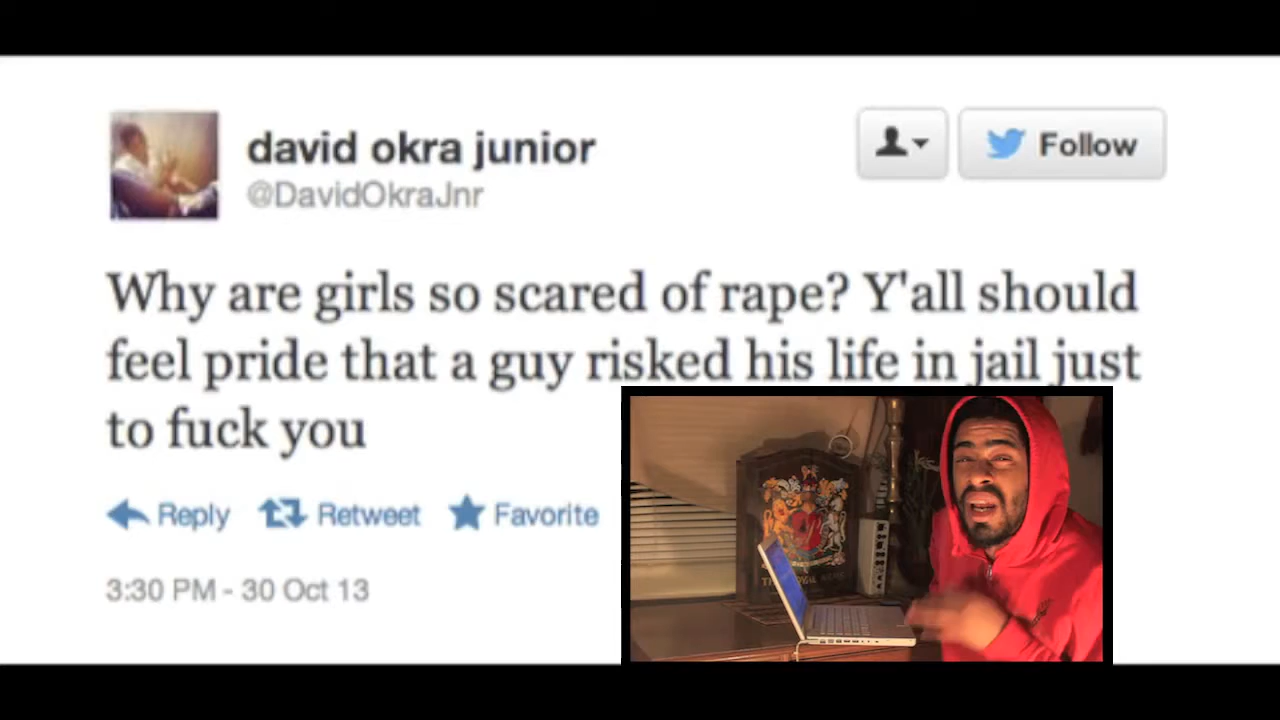 david okra junior
@DavidOkraJnr
Follow
Why are girls so scared of rape? Y'all should
feel pride that a guy risked his life in jail just
to fuck you
Reply Retweet Favorite
3:30 PM - 30 Oct 13